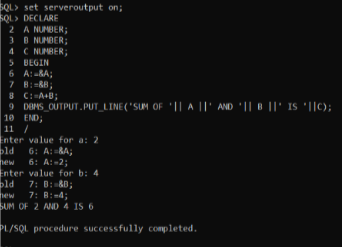 SQL> set serveroutput on;
SQL> DECLARE
2 A NUMBER;
3 B NUMBER;
4 C NUMBER;
5 BEGIN
6 A:=&A;
7 B:=&B;
8 C:=A+B;
9 DBMS_OUTPUT.PUT_LINE('SUM OF '|| A ||' AND '|| B ||' IS '||C);
10 END;
11 /
Enter value for a: 2
old 6: A:=&A;
new 6: A:=2;
Enter value for b: 4
old 7: B:=&B;
new 7: B:=4;
SUM OF 2 AND 4 IS 6
PL/SQL procedure successfully completed.